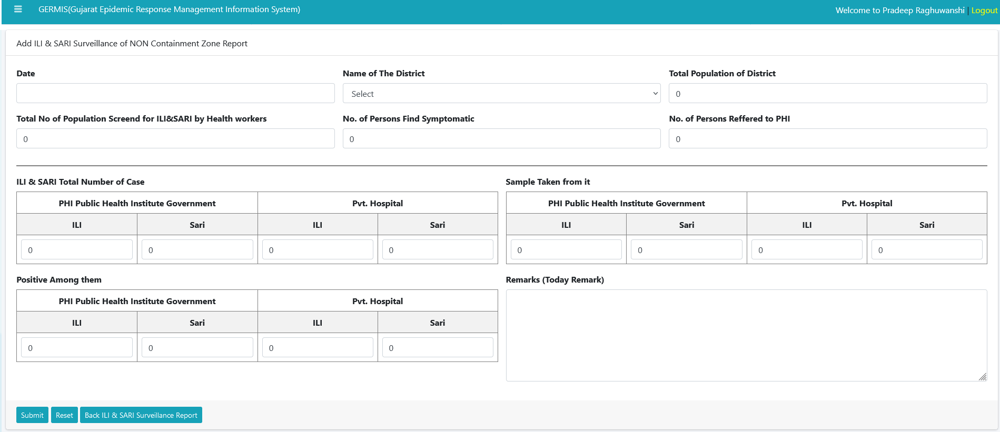 GERMIS(Gujarat Epidemic Response Management Information System)
Welcome to Pradeep Raghuwanshi | Logout
Add ILI & SARI Surveillance of NON Containment Zone Report
Date
Name of The District
Total Population of District
Select
0
Total No of Population Screend for ILI&SARI by Health workers
No. of Persons Find Symptomatic
No. of Persons Reffered to PHI
0
0
0
ILI & SARI Total Number of Case
PHI Public Health Institute Government
Pvt. Hospital
ILI
Sari
ILI
Sari
0
0
0
0
Sample Taken from it
PHI Public Health Institute Government
Pvt. Hospital
ILI
Sari
ILI
Sari
0
0
0
0
Positive Among them
PHI Public Health Institute Government
Pvt. Hospital
ILI
Sari
ILI
Sari
0
0
0
0
Remarks (Today Remark)
Submit
Reset
Back ILI & SARI Surveillance Report